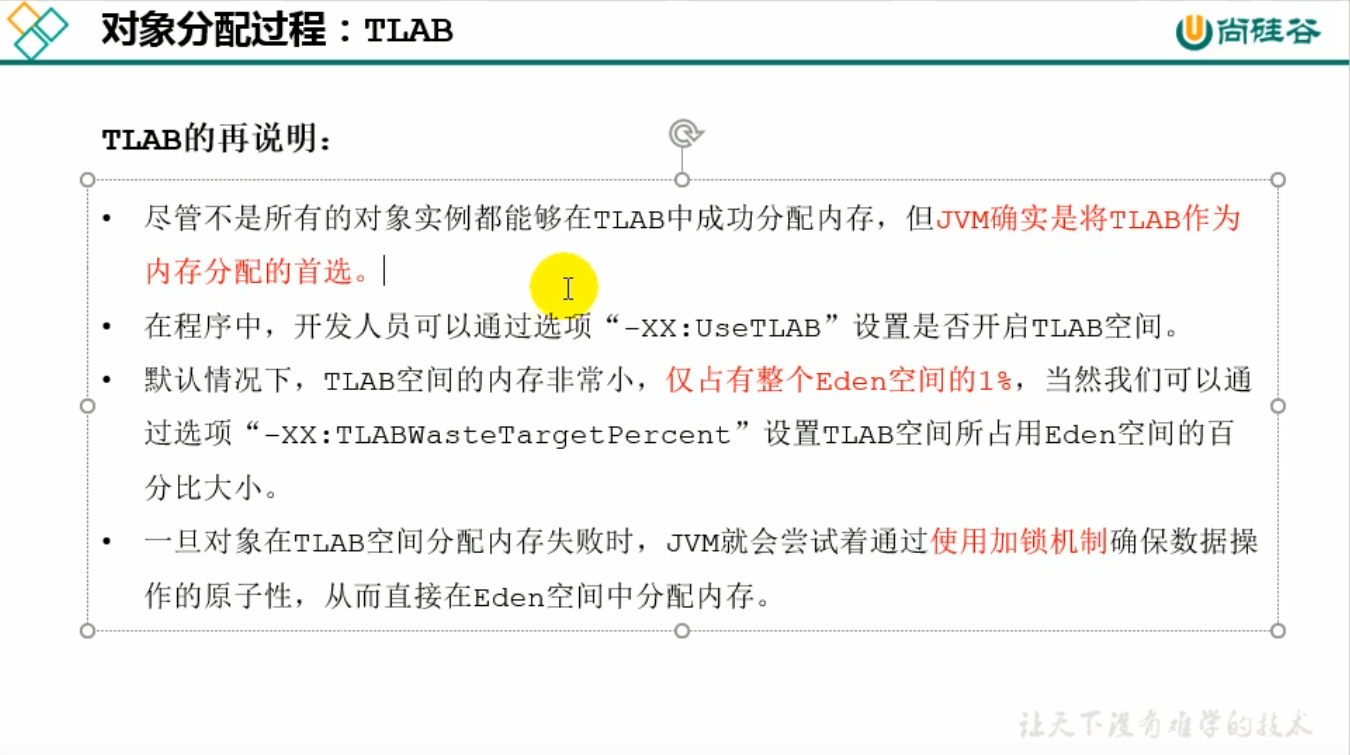 对象分配过程：TLAB
尚硅谷
TLAB的再说明：
• 尽管不是所有的对象实例都能够在TLAB中成功分配内存，但JVM确实是将TLAB作为
内存分配的首选。
• 在程序中，开发人员可以通过选项“-XX:UseTLAB”设置是否开启TLAB空间。
• 默认情况下，TLAB空间的内存非常小，仅占有整个Eden空间的1%，当然我们可以通
过选项“-XX:TLABWasteTargetPercent”设置TLAB空间所占用Eden空间的百
分比大小。
• 一旦对象在TLAB空间分配内存失败时，JVM就会尝试着通过使用加锁机制确保数据操
作的原子性，从而直接在Eden空间中分配内存。
让天下没有难学的技术